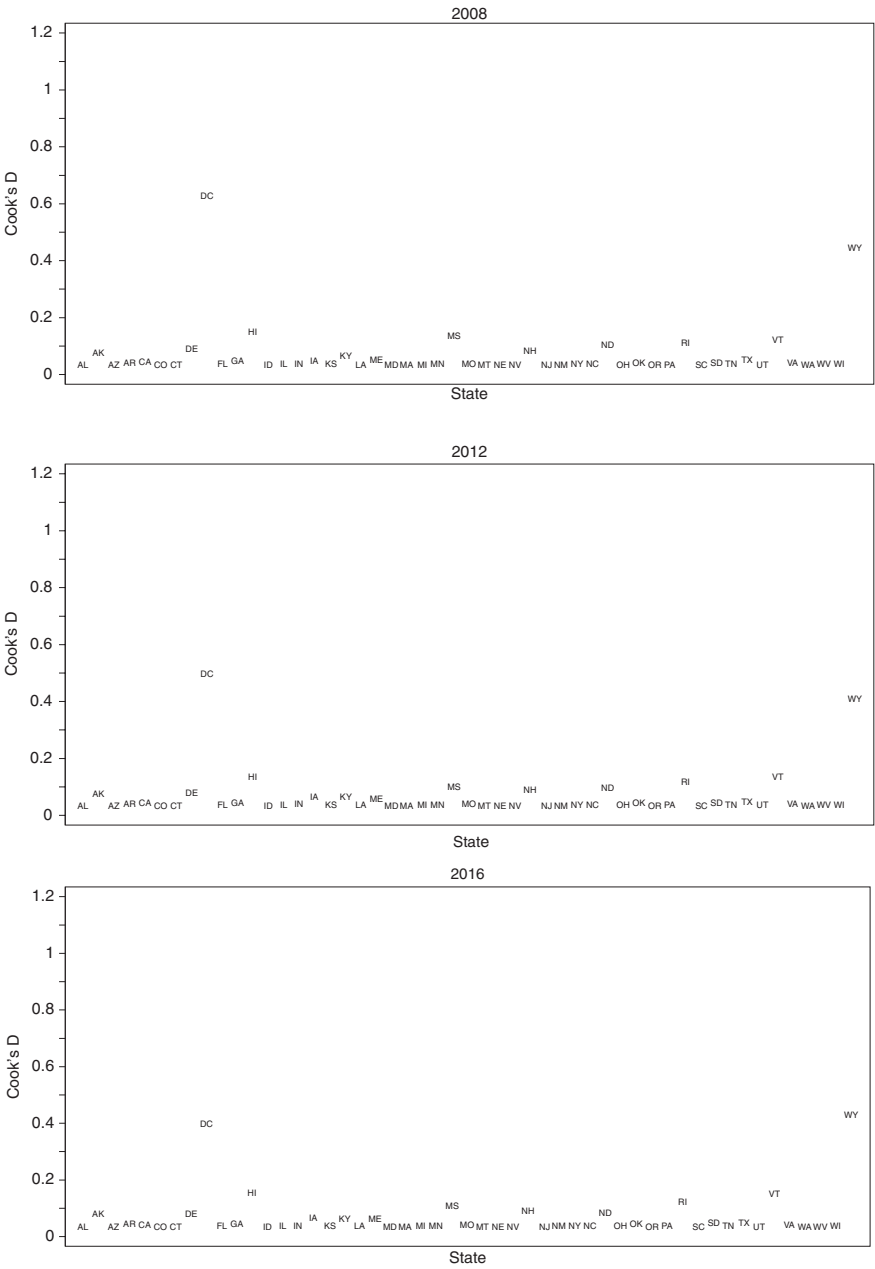 2008
1.2
1
0.8
0.6
0.4
0.2
0
Cook's D
AL AK AZ AR CA CO CT DE DC FL GA HI ID IL IN IA KS KY LA ME MD MA MI MN MS MO MT NE NV NH NJ NM NY NC ND OH OK OR PA RI SC SD TN TX UT VT VA WA WV WI WY
State
2012
1.2
1
0.8
0.6
0.4
0.2
0
Cook's D
AL AK AZ AR CA CO CT DE DC FL GA HI ID IL IN IA KS KY LA ME MD MA MI MN MS MO MT NE NV NH NJ NM NY NC ND OH OK OR PA RI SC SD TN TX UT VT VA WA WV WI WY
State
2016
1.2
1
0.8
0.6
0.4
0.2
0
Cook's D
AL AK AZ AR CA CO CT DE DC FL GA HI ID IL IN IA KS KY LA ME MD MA MI MN MS MO MT NE NV NH NJ NM NY NC ND OH OK OR PA RI SC SD TN TX UT VT VA WA WV WI WY
State